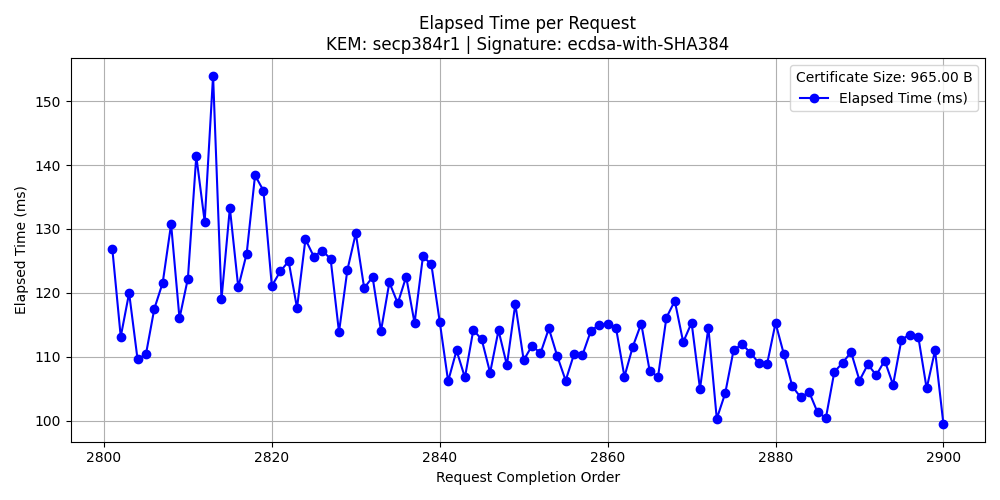 Elapsed Time per Request
KEM: secp384r1 | Signature: ecdsa-with-SHA384
Certificate Size: 965.00 B
Elapsed Time (ms)
Elapsed Time (ms)
150
140
130
120
110
100
2800
2820
2840
2860
2880
2900
Request Completion Order